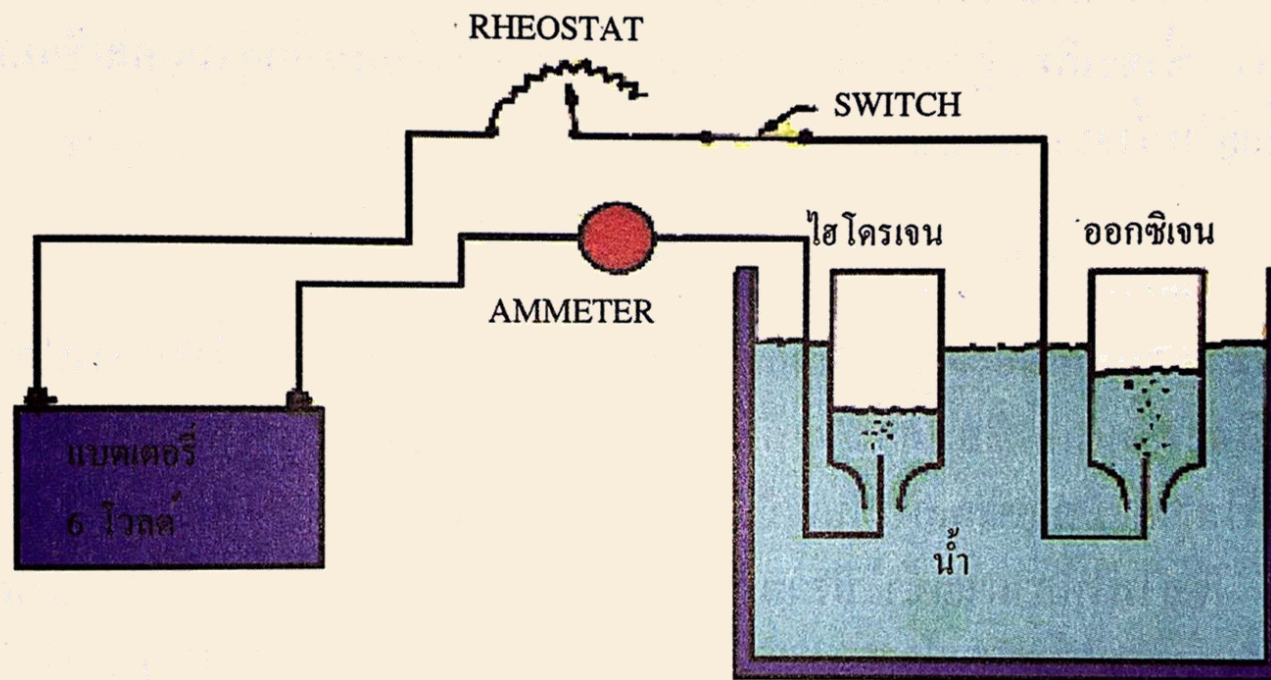 RHEOSTAT
SWITCH
ไฮโดรเจน
ออกซิเจน
AMMETER
แบตเตอรี่
6 โวลต์
น้ำ